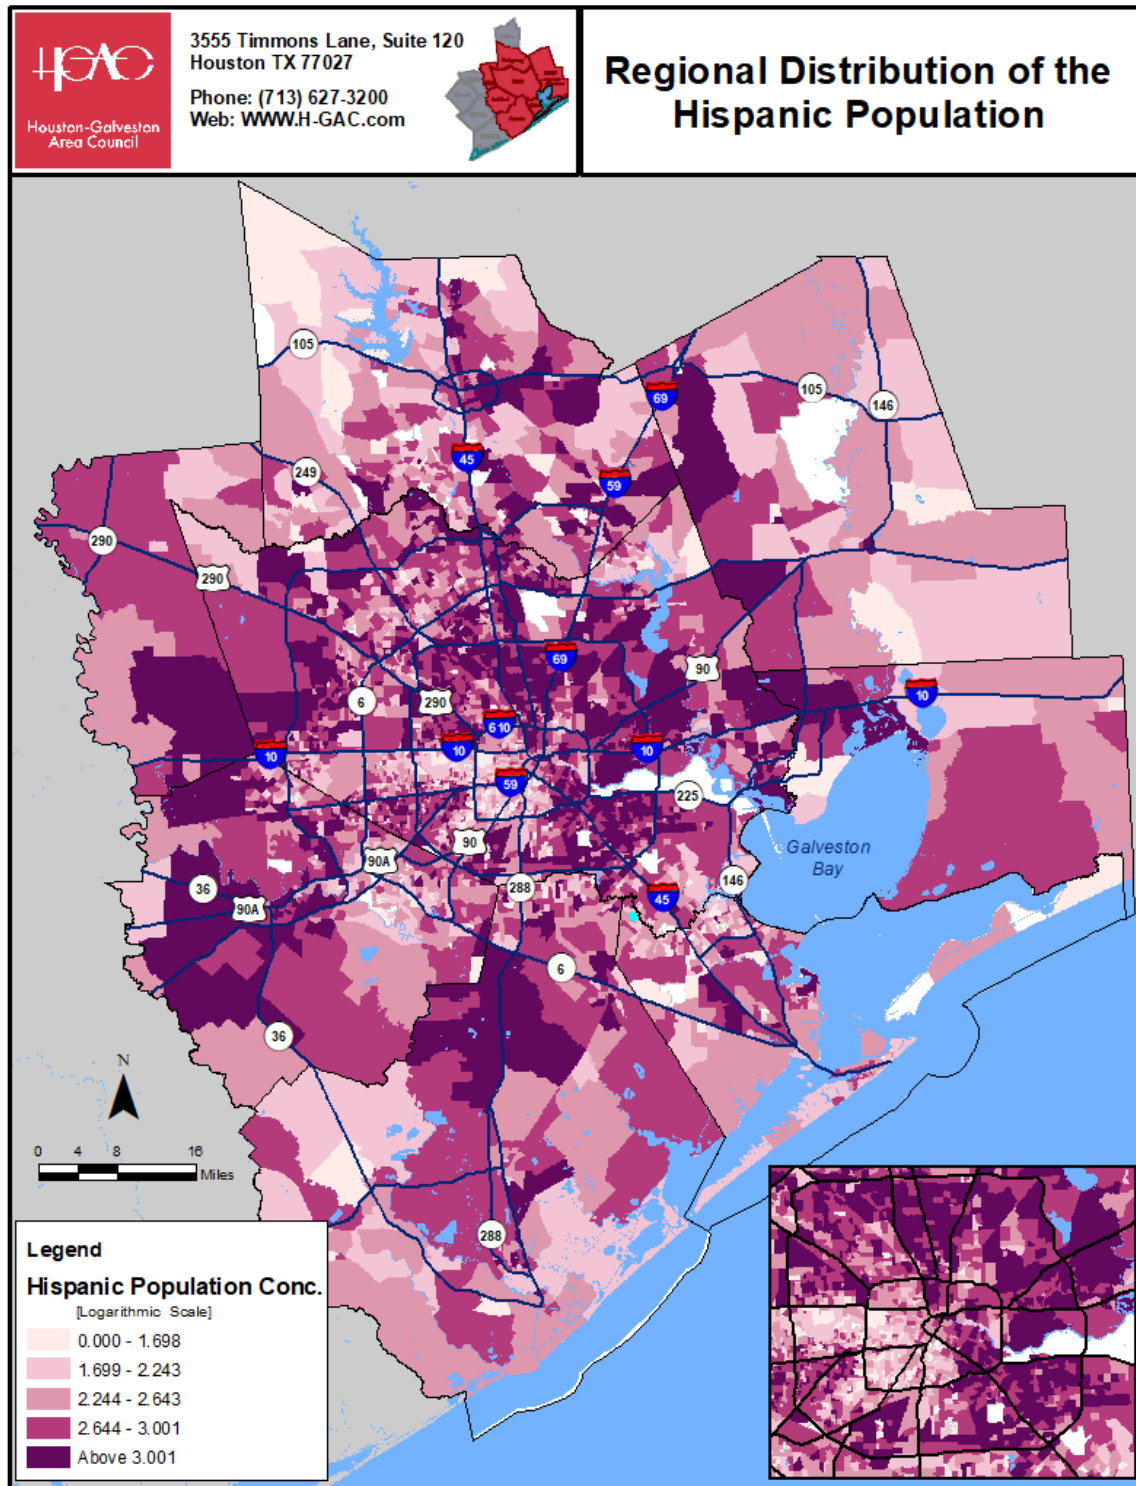 HGAC
Houston-Galveston
Area Council
3555 Timmons Lane, Suite 120
Houston TX 77027
Phone: (713) 627-3200
Web: WWW.H-GAC.com
Regional Distribution of the
Hispanic Population
105
69
105
146
45
249
59
290
290
69
90
6
290
10
6 10
10
10
10
59
225
Galveston
Bay
90
90A
36
288
146
45
90A
6
36
N
0 4 8 16
Miles
288
Legend
Hispanic Population Conc.
[Logarithmic Scale]
0.000 - 1.698
1.699 - 2.243
2.244 - 2.643
2.644 - 3.001
Above 3.001